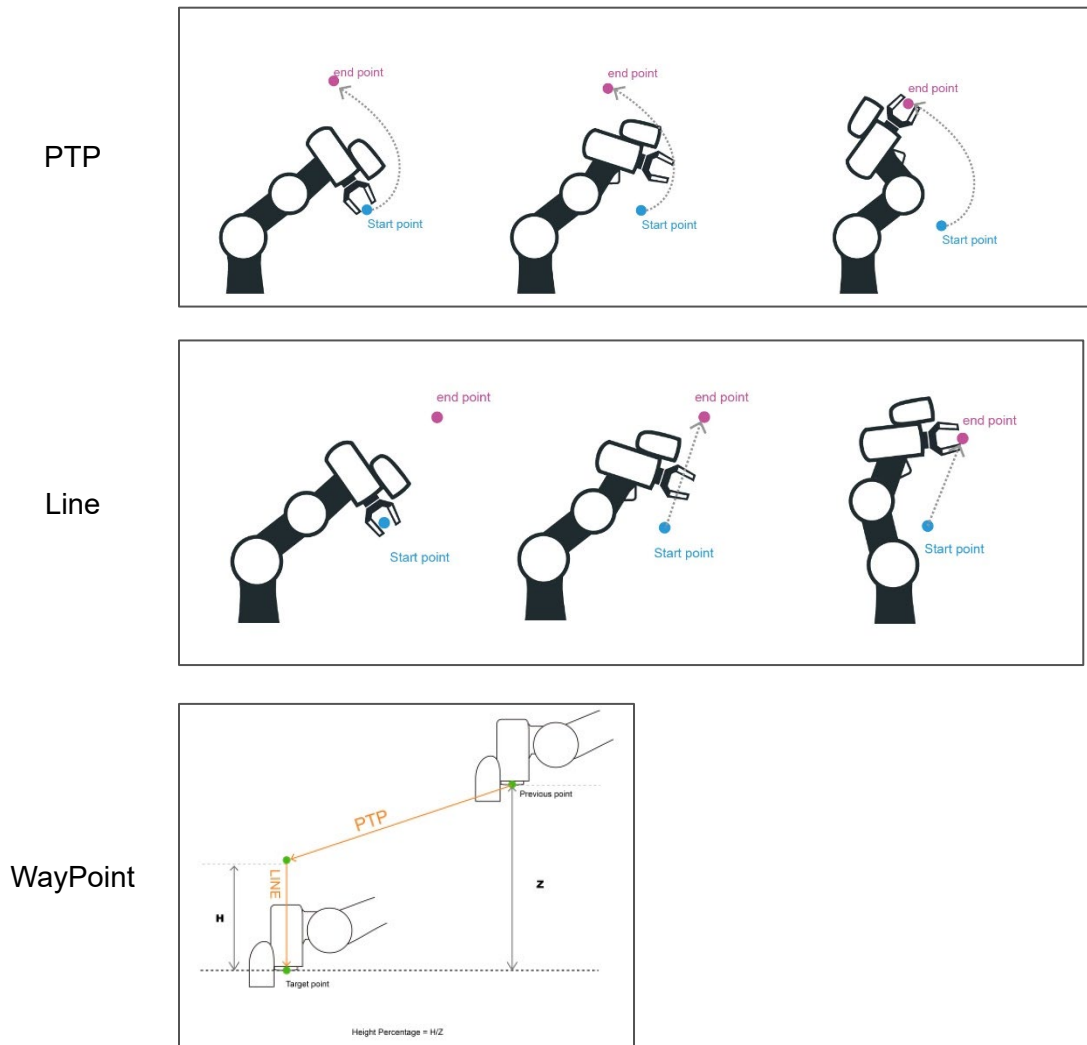 PTP
end point
Start point
end point
Start point
end point
Start point
Line
end point
Start point
end point
Start point
end point
Start point
WayPoint
Previous point
PTP
LINE
H
Z
Target point
Height Percentage = H/Z